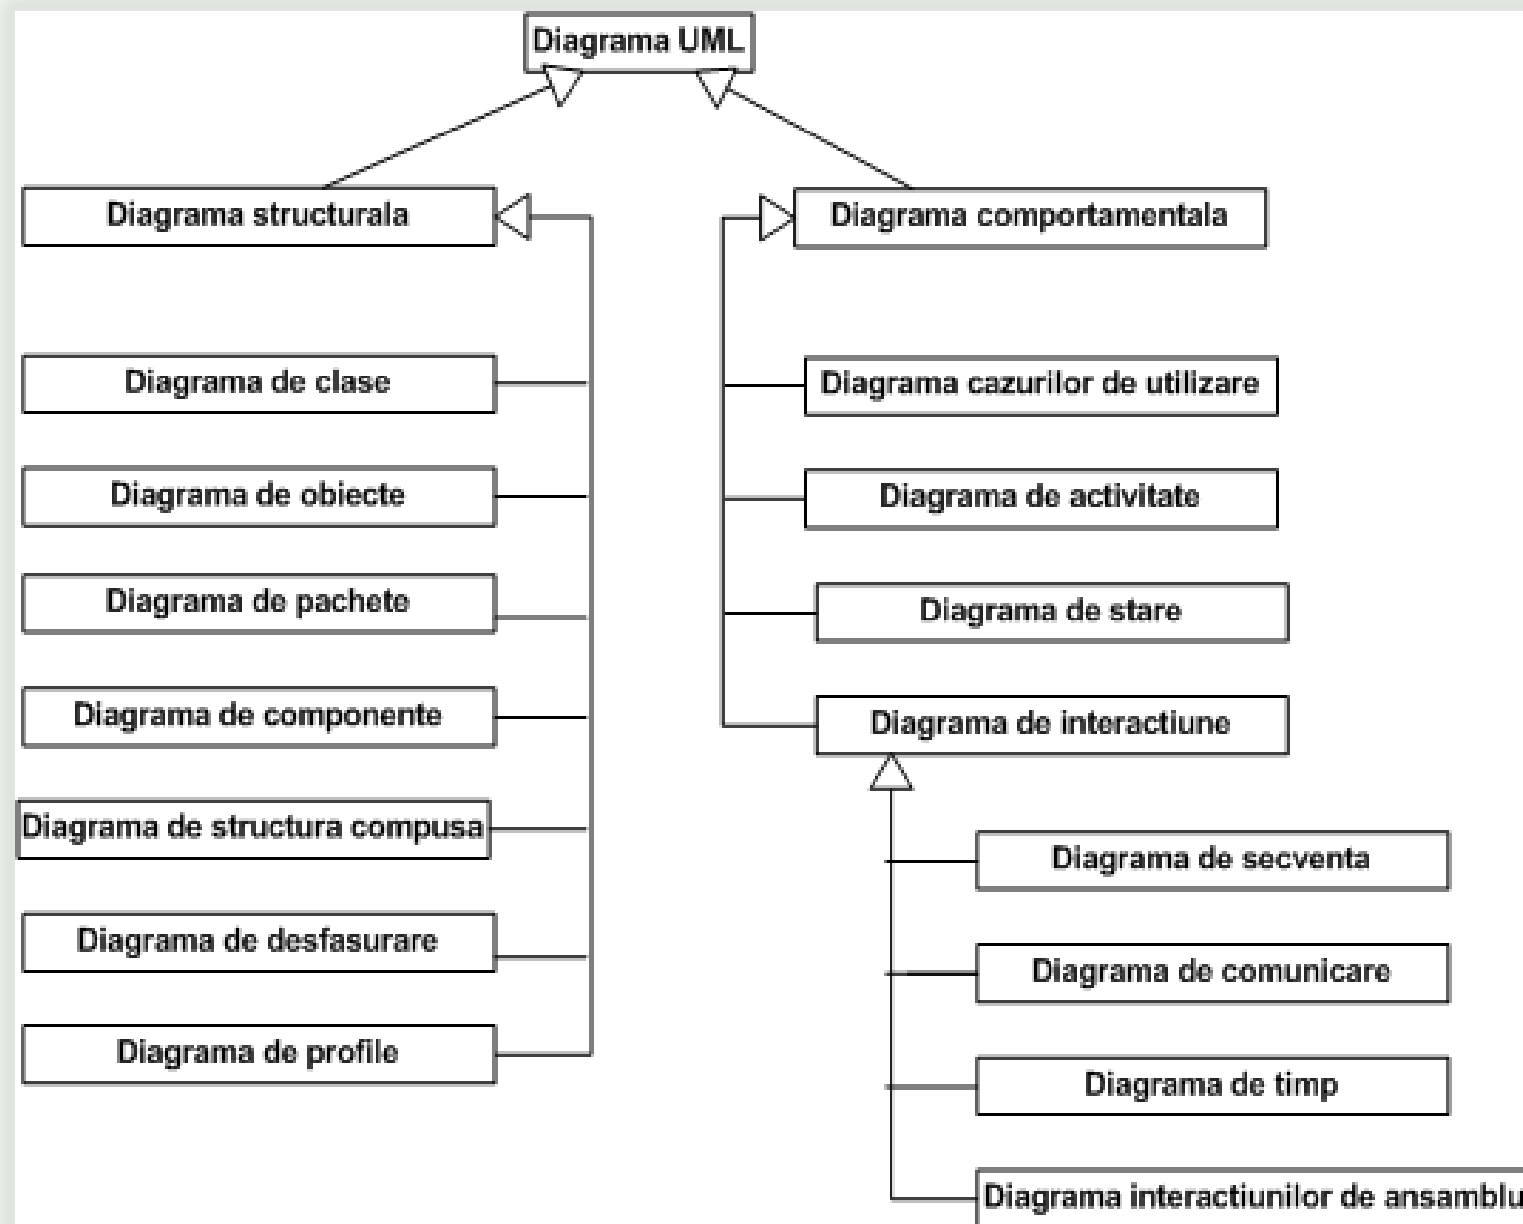 Diagrama UML
Diagrama structurala
Diagrama comportamentala
Diagrama de clase
Diagrama cazurilor de utilizare
Diagrama de obiecte
Diagrama de activitate
Diagrama de pachete
Diagrama de stare
Diagrama de componente
Diagrama de interactiune
Diagrama de structura compusa
Diagrama de secventa
Diagrama de desfasurare
Diagrama de comunicare
Diagrama de profile
Diagrama de timp
Diagrama interactiunilor de ansamblu